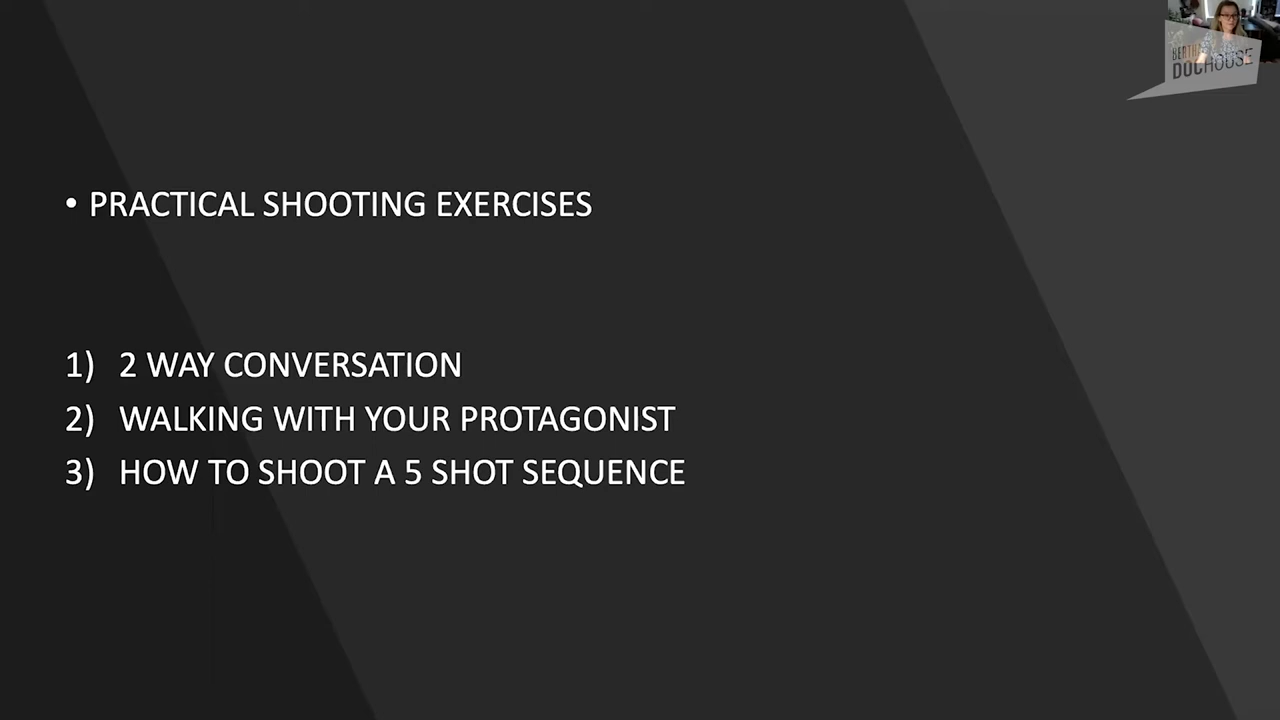 BERTHA
DOCHOUSE
• PRACTICAL SHOOTING EXERCISES
1) 2 WAY CONVERSATION
2) WALKING WITH YOUR PROTAGONIST
3) HOW TO SHOOT A 5 SHOT SEQUENCE